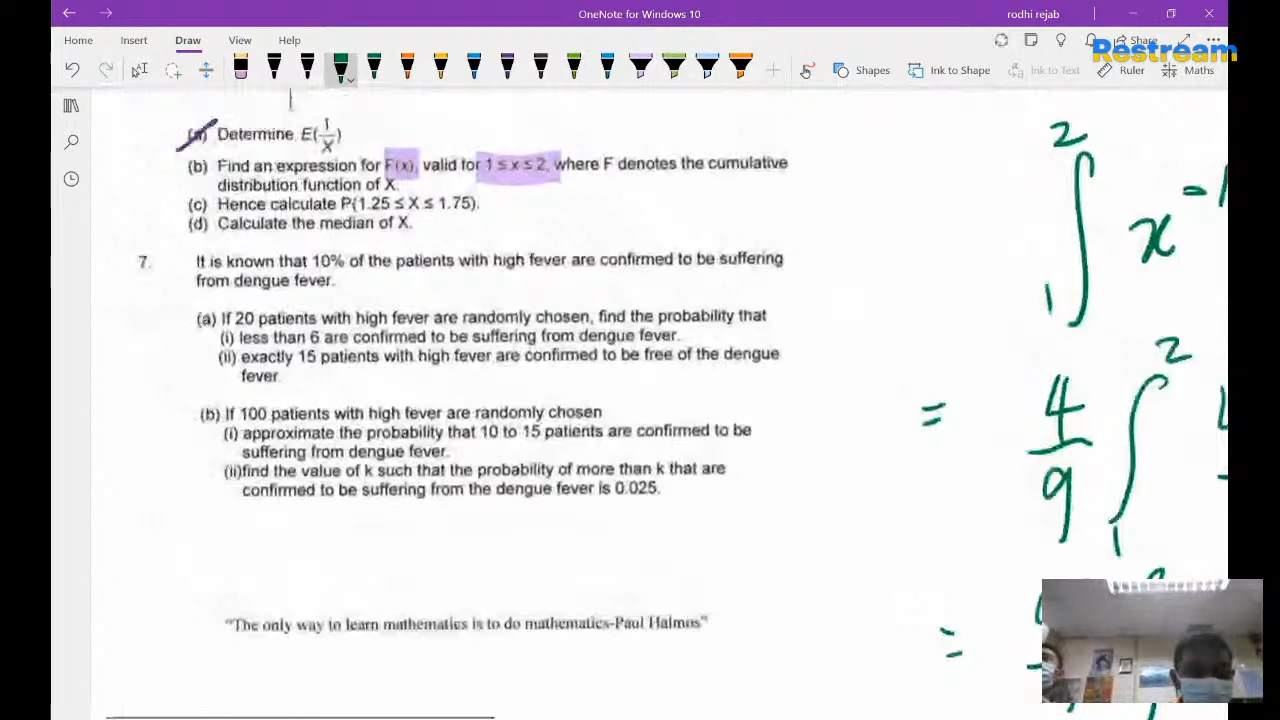 OneNote for Windows 10
rodhi rejab
Home Insert Draw View Help
Share
Restream
Shapes Ink to Shape Ink to Text Ruler Maths
(a) Determine E(1/X)
(b) Find an expression for F(x), valid for 1 ≤ x ≤ 2, where F denotes the cumulative
distribution function of X.
(c) Hence calculate P(1.25 ≤ X ≤ 1.75).
(d) Calculate the median of X.
7. It is known that 10% of the patients with high fever are confirmed to be suffering
from dengue fever.
(a) If 20 patients with high fever are randomly chosen, find the probability that
(i) less than 6 are confirmed to be suffering from dengue fever.
(ii) exactly 15 patients with high fever are confirmed to be free of the dengue
fever.
(b) If 100 patients with high fever are randomly chosen
(i) approximate the probability that 10 to 15 patients are confirmed to be
suffering from dengue fever.
(ii)find the value of k such that the probability of more than k that are
confirmed to be suffering from the dengue fever is 0.025.
"The only way to learn mathematics is to do mathematics-Paul Halmos"
2
∫ x -1
1
2
= 4/9 ∫
1
=